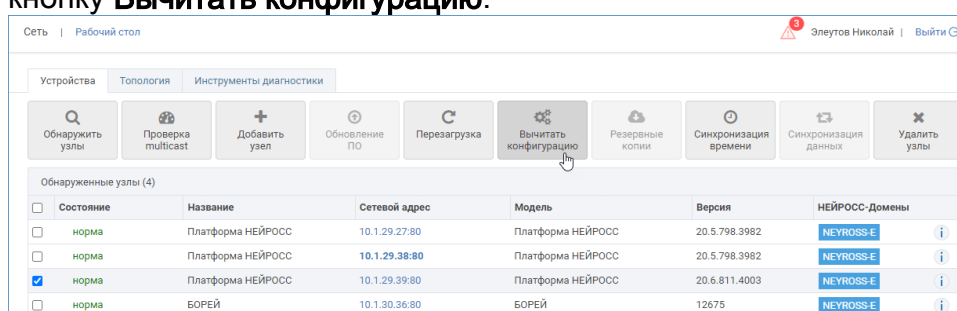 кнопку Вычитать конфигурацию.
Сеть | Рабочий стол
3
Элеутов Николай | Выйти
Устройства Топология Инструменты диагностики
Обнаружить узлы
Проверка multicast
Добавить узел
Обновление ПО
Перезагрузка
Вычитать конфигурацию
Резервные копии
Синхронизация времени
Синхронизация данных
Удалить узлы
Обнаруженные узлы (4)
Состояние Название Сетевой адрес Модель Версия НЕЙРОСС-Домены
норма Платформа НЕЙРОСС 10.1.29.27:80 Платформа НЕЙРОСС 20.5.798.3982 NEYROSS-E i
норма Платформа НЕЙРОСС 10.1.29.38:80 Платформа НЕЙРОСС 20.5.798.3982 NEYROSS-E i
норма Платформа НЕЙРОСС 10.1.29.39:80 Платформа НЕЙРОСС 20.6.811.4003 NEYROSS-E i
норма БОРЕЙ 10.1.30.36:80 БОРЕЙ 12675 NEYROSS-E i